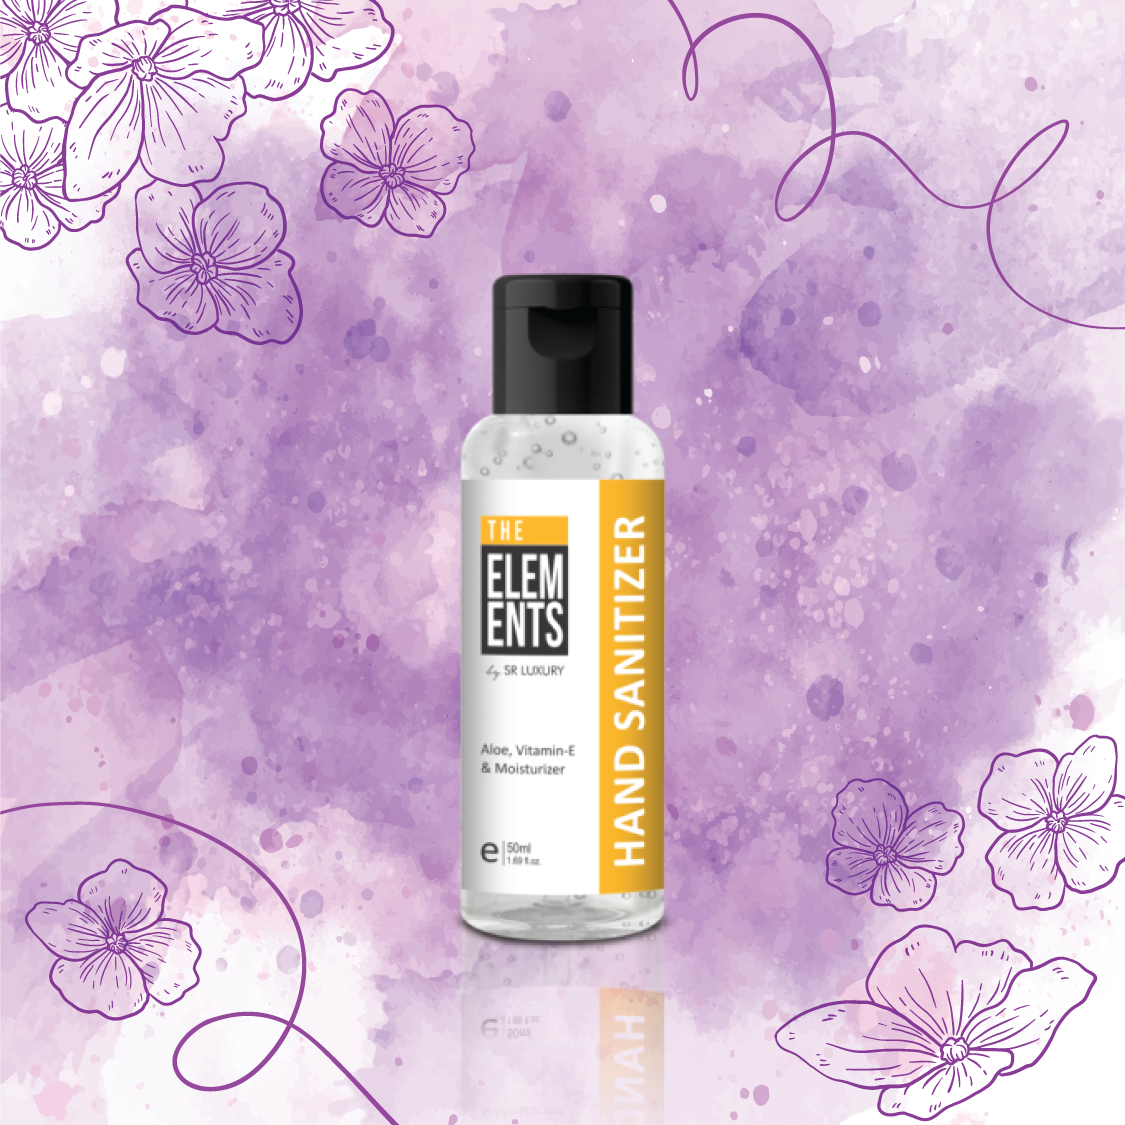 THE
ELEM
ENTS
by SR LUXURY
Aloe, Vitamin-E
& Moisturizer
e 50ml
1.69 fl.oz.
HAND SANITIZER